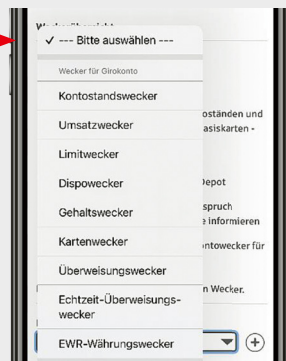 ✓ --- Bitte auswählen ---
Wecker für Girokonto
Kontostandswecker
Umsatzwecker
oständen und
asiskarten -
Limitwecker
Dispowecker
Depot
Gehaltswecker
spruch
e informieren
Kartenwecker
ontowecker für
Überweisungswecker
n Wecker.
Echtzeit-Überweisungs-
wecker
EWR-Währungswecker